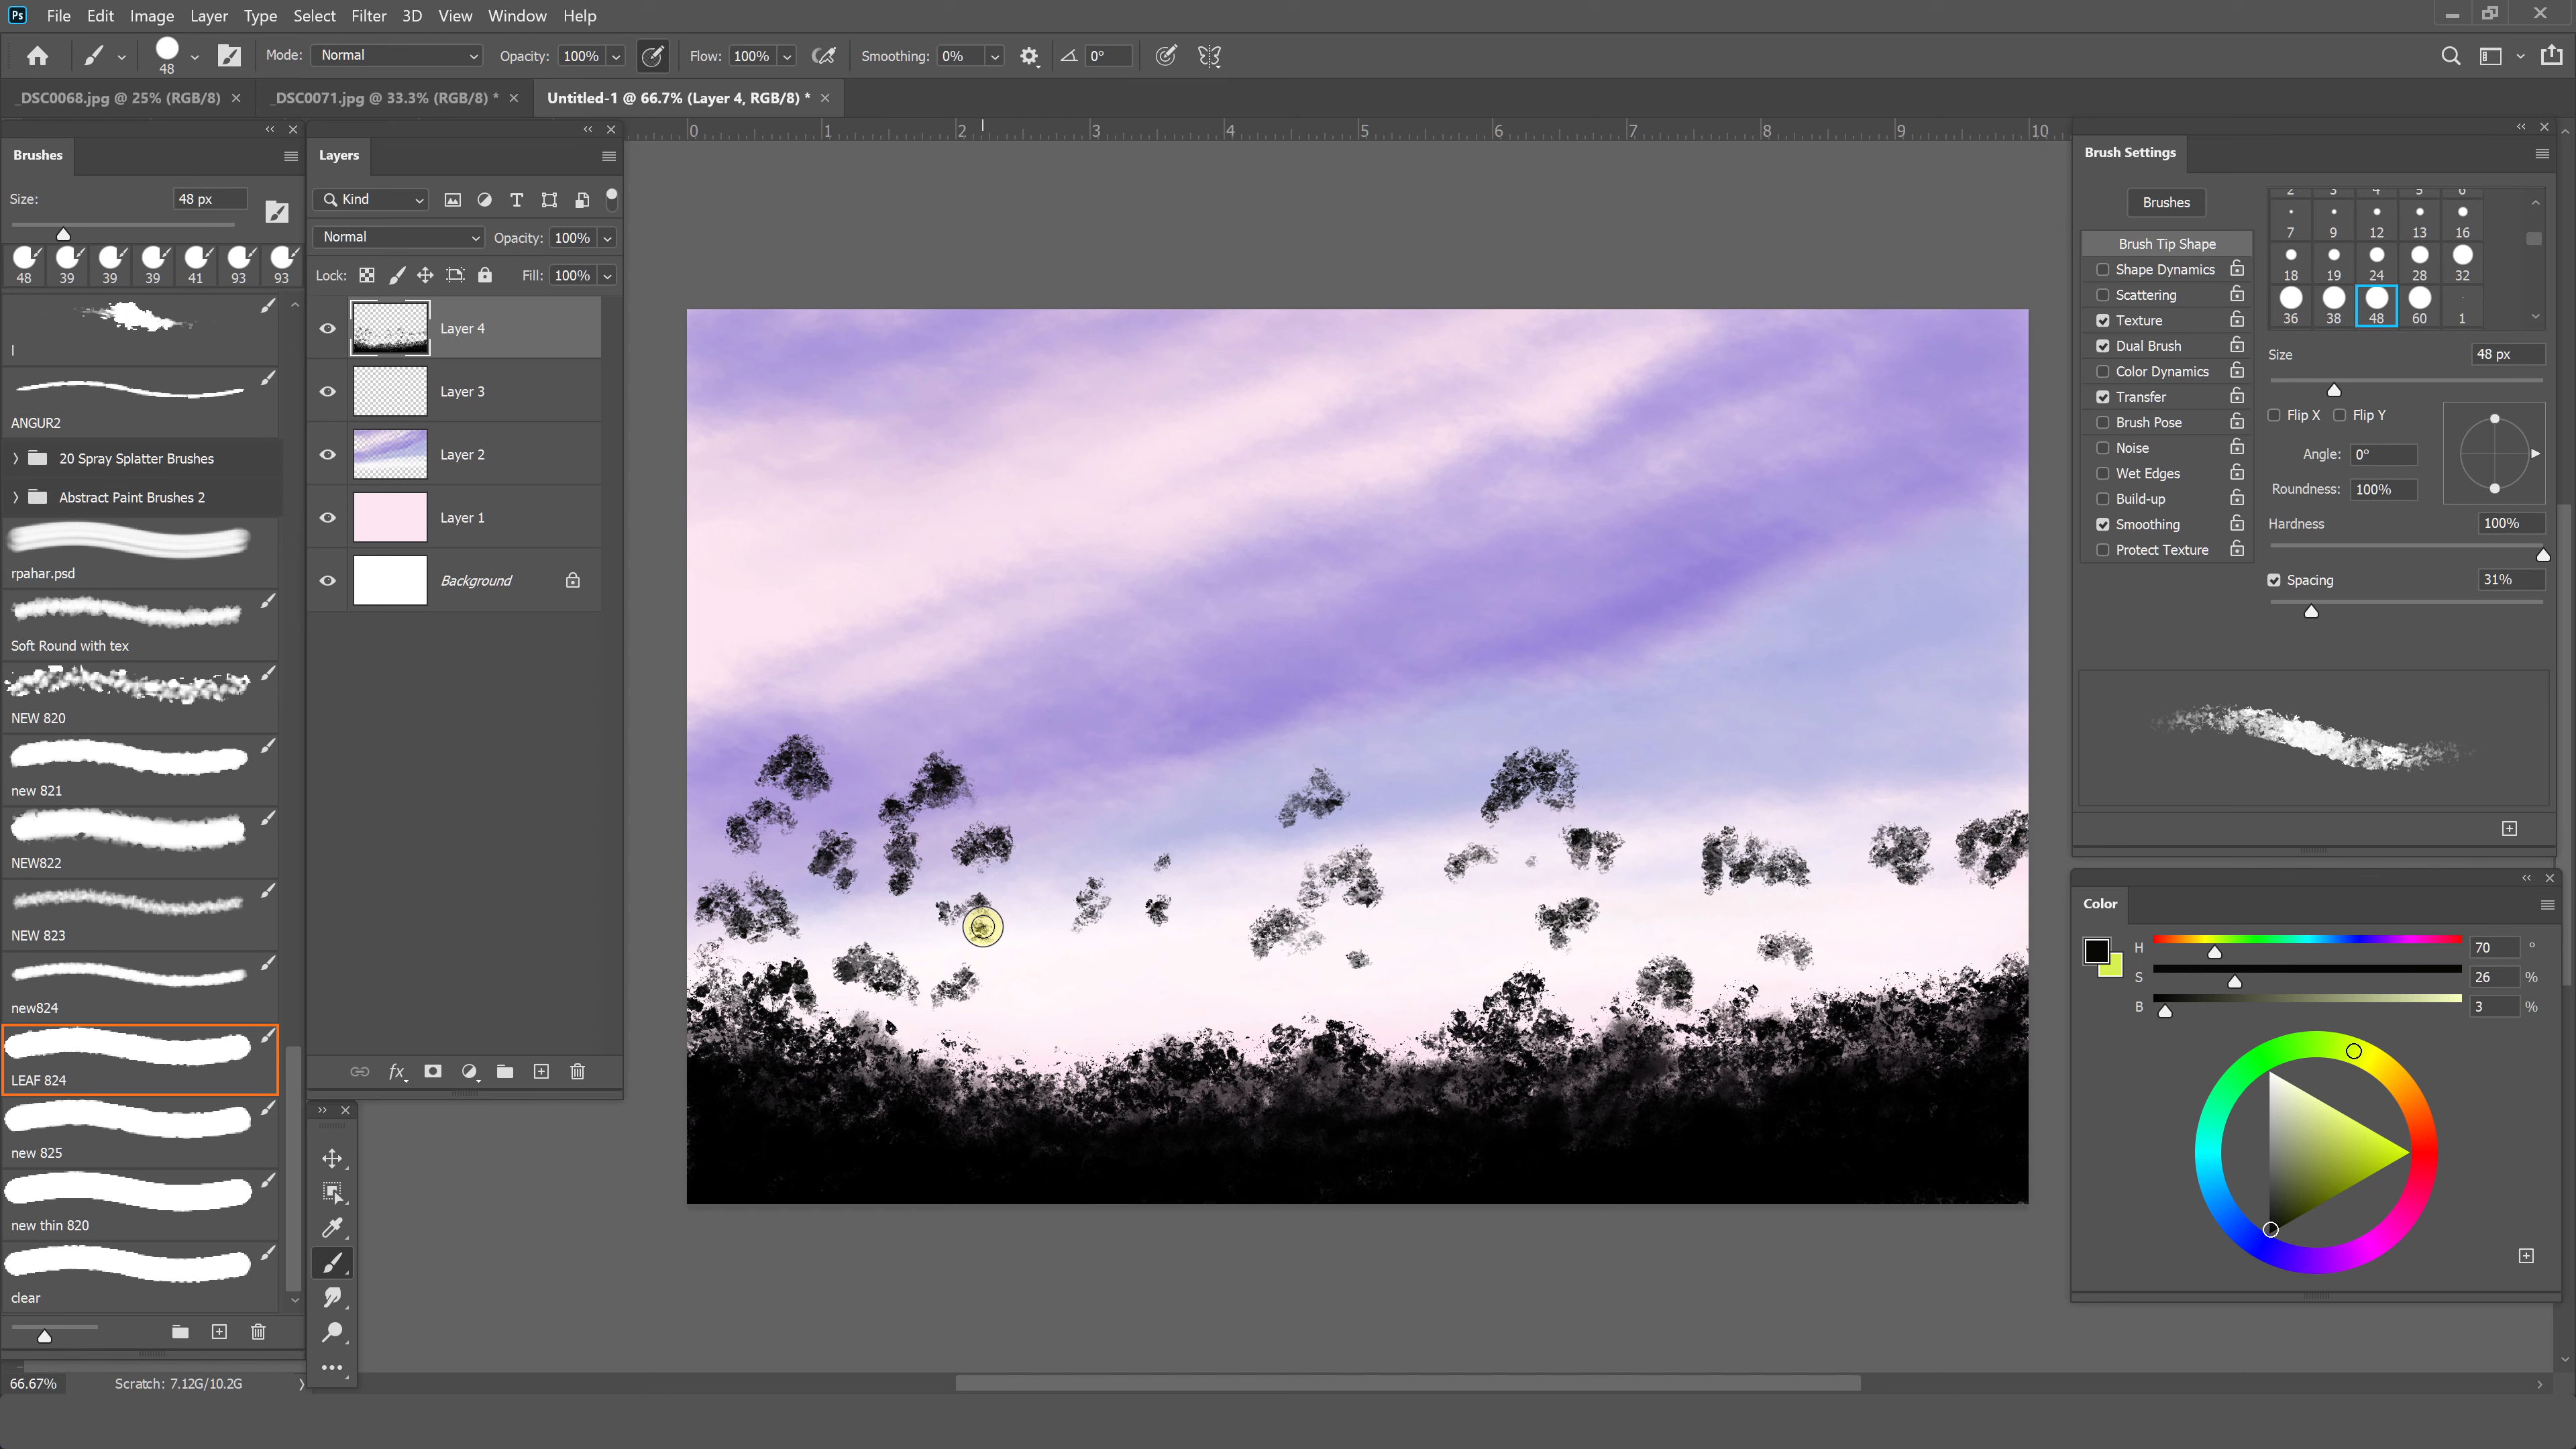 Ps File Edit Image Layer Type Select Filter 3D View Window Help
48 Mode: Normal Opacity: 100% Flow: 100% Smoothing: 0% 0°
_DSC0068.jpg @ 25% (RGB/8) _DSC0071.jpg @ 33.3% (RGB/8) * Untitled-1 @ 66.7% (Layer 4, RGB/8) *
0 1 2 3 4 5 6 7 8 9 10
Brushes
Size: 48 px
48 39 39 39 41 93 93
I
ANGUR2
20 Spray Splatter Brushes
Abstract Paint Brushes 2
rpahar.psd
Soft Round with tex
NEW 820
new 821
NEW822
NEW 823
new824
LEAF 824
new 825
new thin 820
clear
66.67% Scratch: 7.12G/10.2G
Layers
Kind
Normal Opacity: 100%
Lock: Fill: 100%
Layer 4
Layer 3
Layer 2
Layer 1
Background
fx
Brush Settings
Brushes
Brush Tip Shape
Shape Dynamics
Scattering
Texture
Dual Brush
Color Dynamics
Transfer
Brush Pose
Noise
Wet Edges
Build-up
Smoothing
Protect Texture
2 3 4 5 6
7 9 12 13 16
18 19 24 28 32
36 38 48 60 1
Size 48 px
Flip X Flip Y
Angle: 0°
Roundness: 100%
Hardness 100%
Spacing 31%
Color
H 70 °
S 26 %
B 3 %